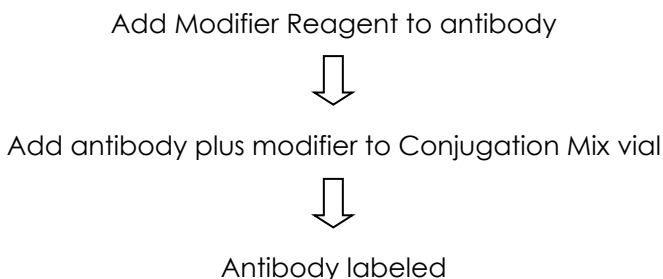 Add Modifier Reagent to antibody
Add antibody plus modifier to Conjugation Mix vial
Antibody labeled